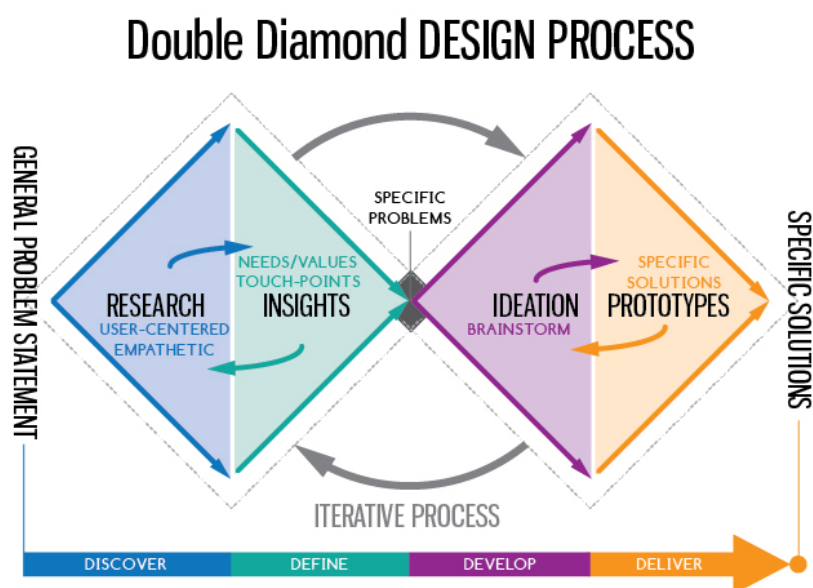 Double Diamond DESIGN PROCESS
GENERAL PROBLEM STATEMENT
SPECIFIC
PROBLEMS
NEEDS/VALUES
TOUCH-POINTS
RESEARCH
INSIGHTS
USER-CENTERED
EMPATHETIC
SPECIFIC
SOLUTIONS
IDEATION
PROTOTYPES
BRAINSTORM
SPECIFIC SOLUTIONS
ITERATIVE PROCESS
DISCOVER
DEFINE
DEVELOP
DELIVER